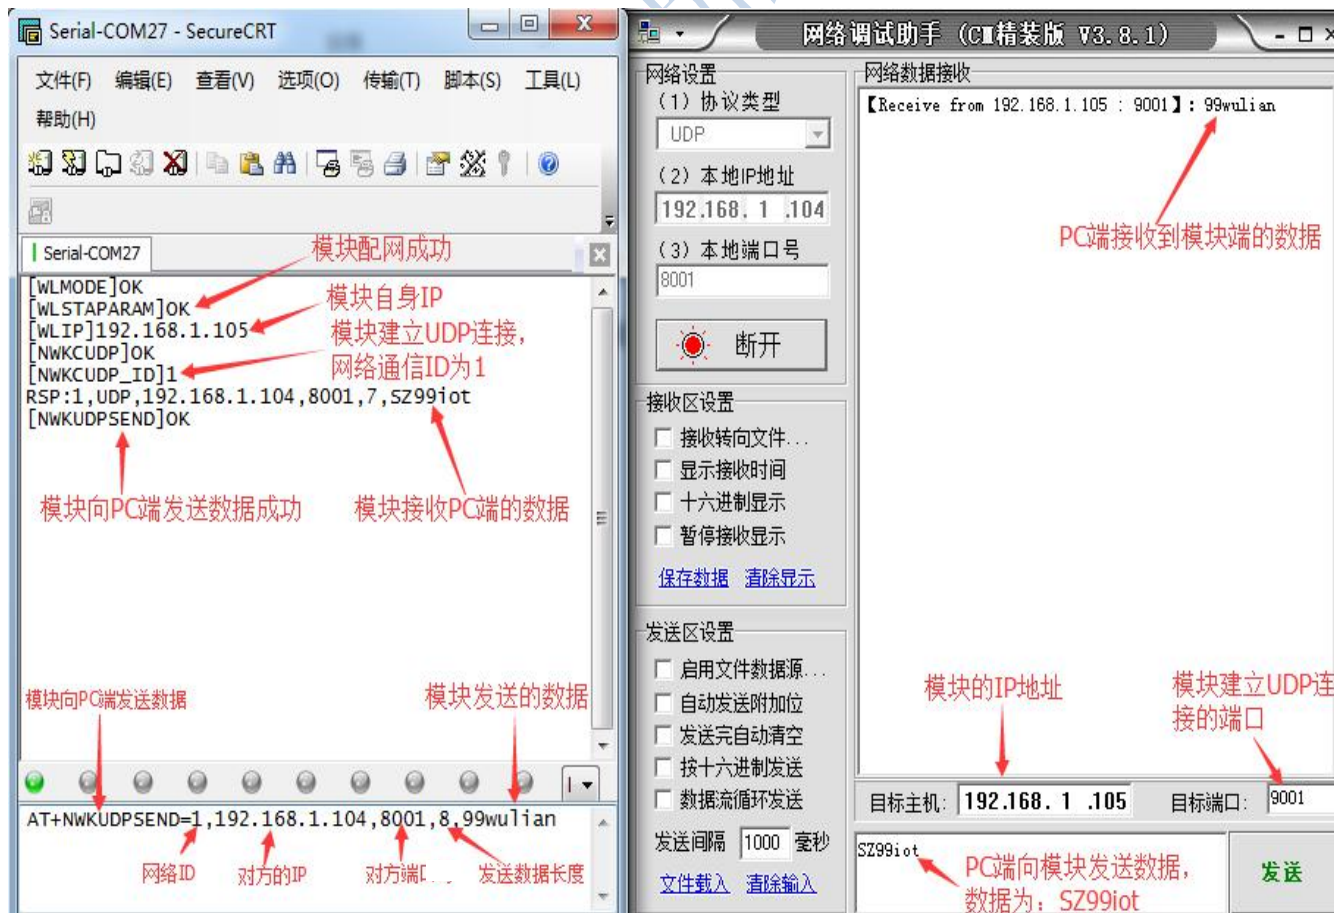 Serial-COM27 - SecureCRT
文件(F) 编辑(E) 查看(V) 选项(O) 传输(T) 脚本(S) 工具(L)
帮助(H)
Serial-COM27
模块配网成功
[WLMODE]OK
[WLSTAPARAM]OK
模块自身IP
[WLIP]192.168.1.105
模块建立UDP连接，
网络通信ID为1
[NWKCUDP]OK
[NWKCUDP_ID]1
RSP:1,UDP,192.168.1.104,8001,7,SZ99iot
[NWKUDPSEND]OK
模块向PC端发送数据成功
模块接收PC端的数据
模块向PC端发送数据
模块发送的数据
AT+NWKUDPSEND=1,192.168.1.104,8001,8,99wulian
网络ID
对方的IP
对方端
发送数据长度
网络调试助手 (CⅢ精装版 V3.8.1)
网络设置
(1) 协议类型
UDP
(2) 本地IP地址
192.168. 1 .104
(3) 本地端口号
8001
断开
接收区设置
接收转向文件...
显示接收时间
十六进制显示
暂停接收显示
保存数据 清除显示
发送区设置
启用文件数据源...
自动发送附加位
发送完自动清空
按十六进制发送
数据流循环发送
发送间隔 1000 毫秒
文件载入 清除输入
网络数据接收
【Receive from 192.168.1.105 : 9001】: 99wulian
PC端接收到模块端的数据
模块的IP地址
模块建立UDP连
接的端口
目标主机: 192.168. 1 .105 目标端口: 9001
SZ99iot
PC端向模块发送数据，
数据为：SZ99iot
发送